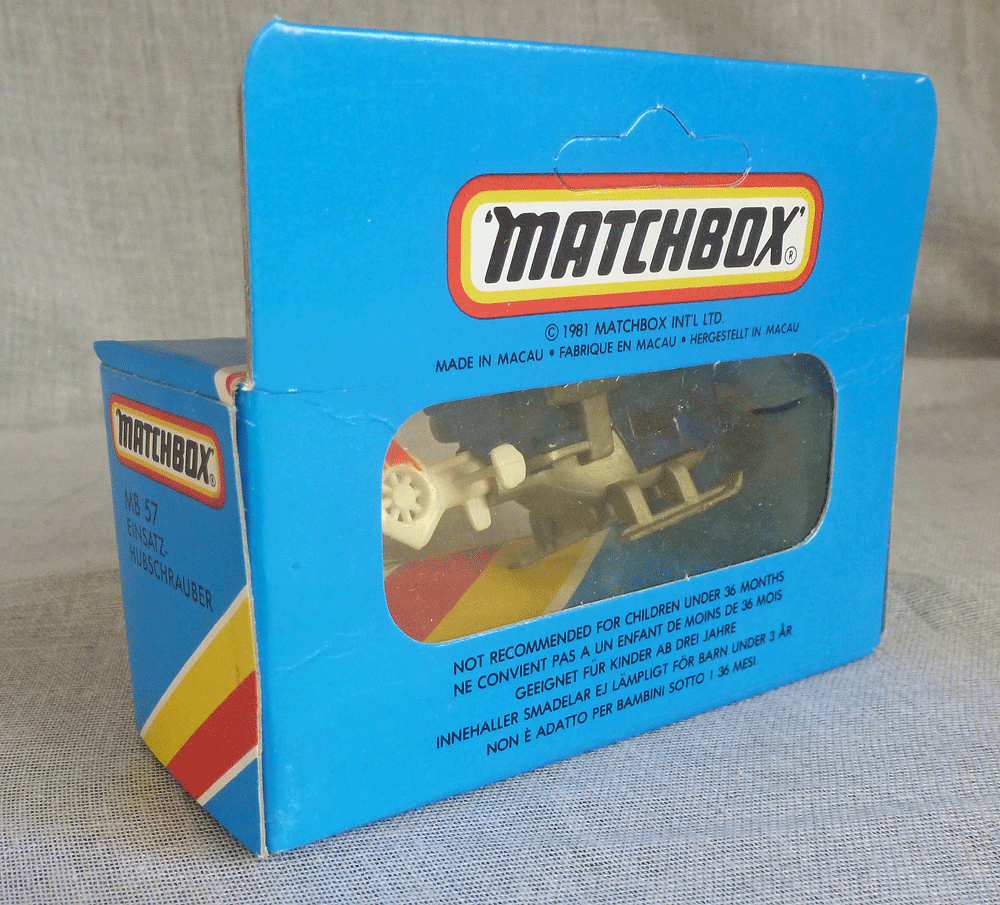 'MATCHBOX'®
© 1981 MATCHBOX INT'L LTD.
MADE IN MACAU • FABRIQUE EN MACAU • HERGESTELLT IN MACAU
NOT RECOMMENDED FOR CHILDREN UNDER 36 MONTHS
NE CONVIENT PAS A UN ENFANT DE MOINS DE 36 MOIS
GEEIGNET FÜR KINDER AB DREI JAHRE
INNEHALLER SMADELAR EJ LÄMPLIGT FÖR BARN UNDER 3 ÅR
NON È ADATTO PER BAMBINI SOTTO I 36 MESI
'MATCHBOX'®
MB 57
EINSATZ-
HUBSCHRAUBER